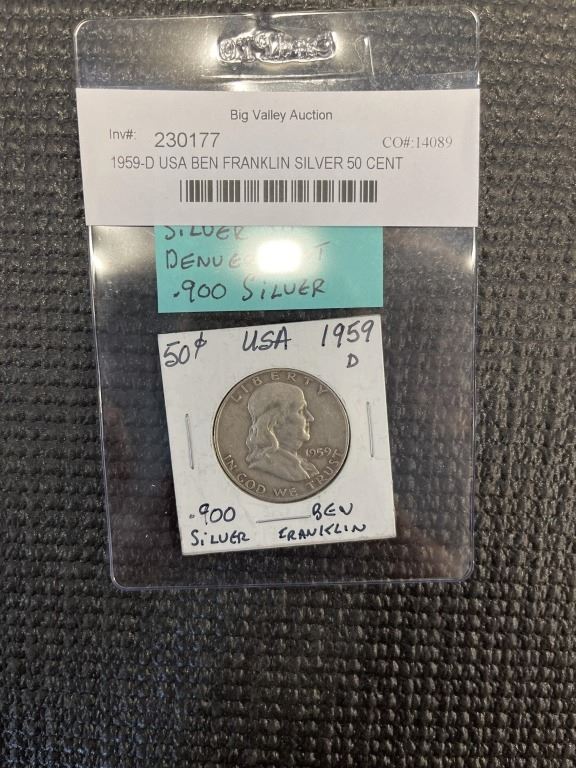 Big Valley Auction
Inv#: 230177 CO#:14089
1959-D USA BEN FRANKLIN SILVER 50 CENT
SILVER
DENVER
.900 SILVER
50¢ USA 1959
D
LIBERTY
1959
IN GOD WE TRUST
.900 BEN
SILVER FRANKLIN